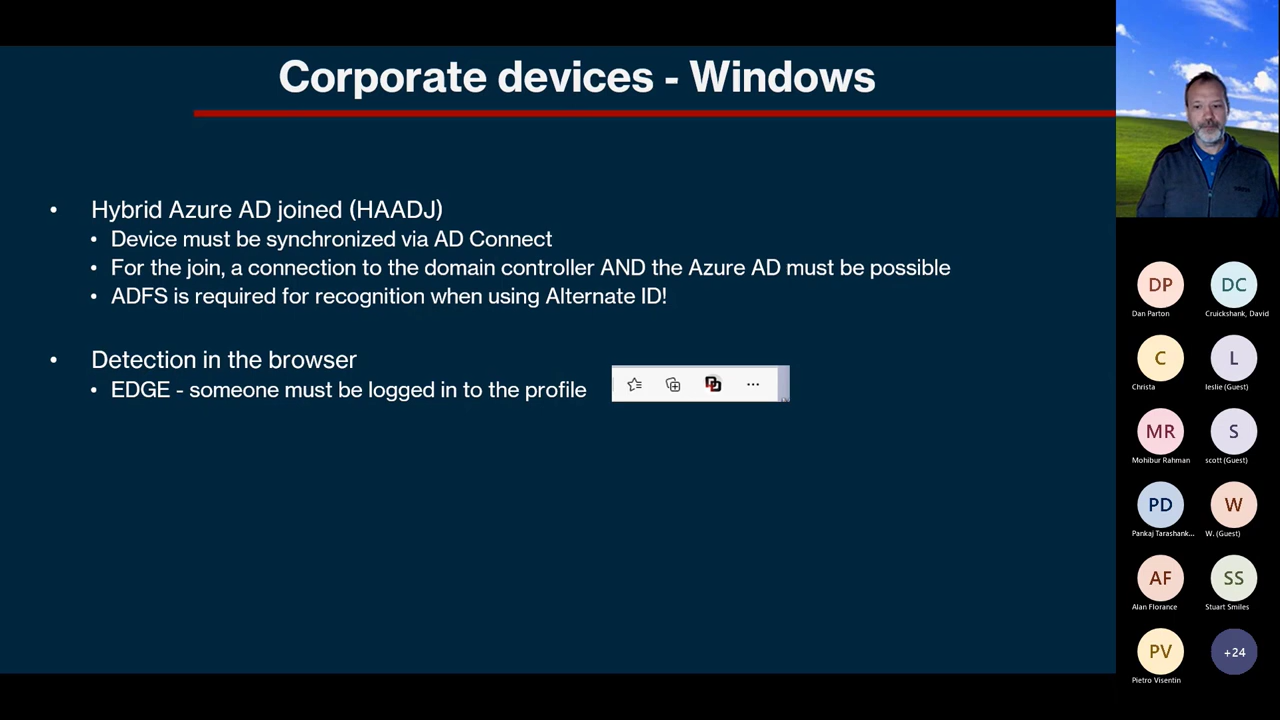 Corporate devices - Windows
• Hybrid Azure AD joined (HAADJ)
• Device must be synchronized via AD Connect
• For the join, a connection to the domain controller AND the Azure AD must be possible
• ADFS is required for recognition when using Alternate ID!
• Detection in the browser
• EDGE - someone must be logged in to the profile
DP DC
Dan Parton Cruickshank, David
C L
Christa leslie (Guest)
MR S
Mohibur Rahman scott (Guest)
PD W
Pankaj Tarashank... W. (Guest)
AF SS
Alan Florance Stuart Smiles
PV +24
Pietro Visentin